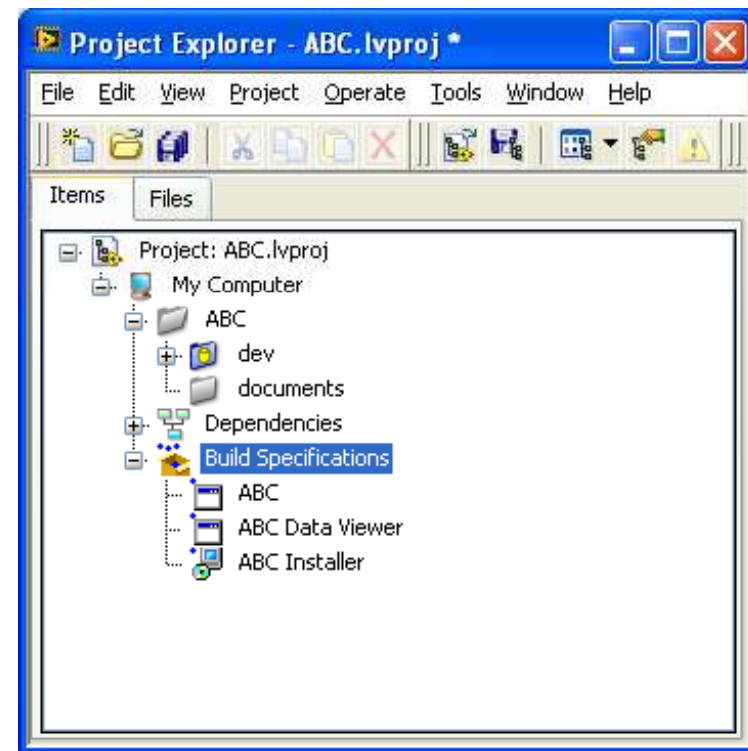 Project Explorer - ABC.lvproj *
File Edit View Project Operate Tools Window Help
Items Files
Project: ABC.lvproj
My Computer
ABC
dev
documents
Dependencies
Build Specifications
ABC
ABC Data Viewer
ABC Installer